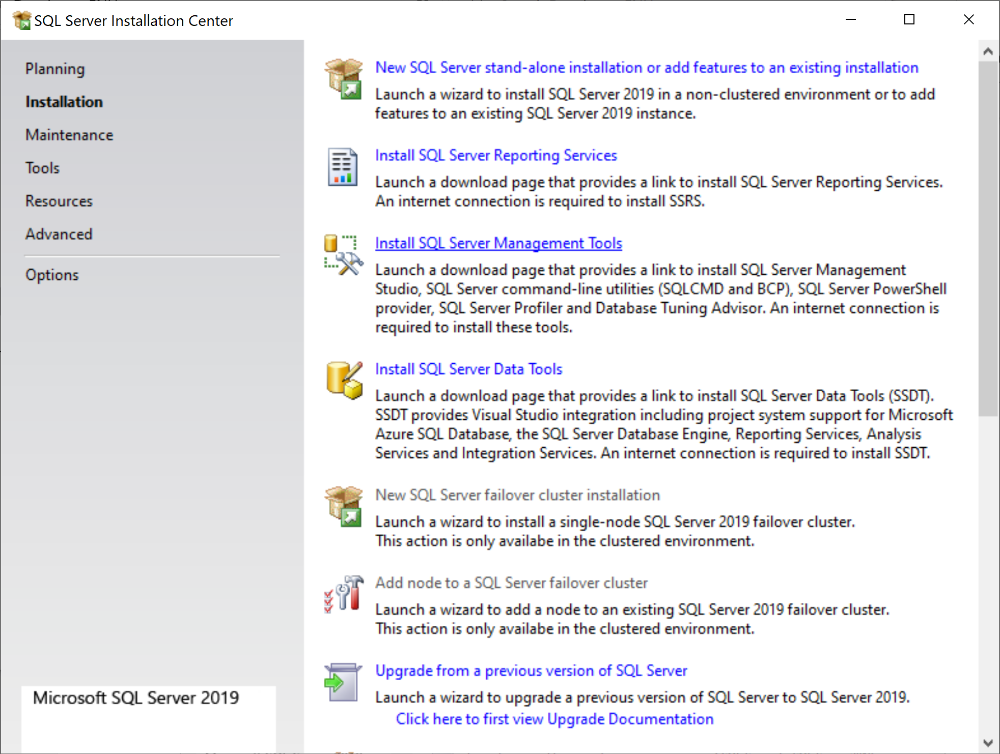 SQL Server Installation Center
Planning
Installation
Maintenance
Tools
Resources
Advanced
Options
Microsoft SQL Server 2019
New SQL Server stand-alone installation or add features to an existing installation
Launch a wizard to install SQL Server 2019 in a non-clustered environment or to add
features to an existing SQL Server 2019 instance.
Install SQL Server Reporting Services
Launch a download page that provides a link to install SQL Server Reporting Services.
An internet connection is required to install SSRS.
Install SQL Server Management Tools
Launch a download page that provides a link to install SQL Server Management
Studio, SQL Server command-line utilities (SQLCMD and BCP), SQL Server PowerShell
provider, SQL Server Profiler and Database Tuning Advisor. An internet connection is
required to install these tools.
Install SQL Server Data Tools
Launch a download page that provides a link to install SQL Server Data Tools (SSDT).
SSDT provides Visual Studio integration including project system support for Microsoft
Azure SQL Database, the SQL Server Database Engine, Reporting Services, Analysis
Services and Integration Services. An internet connection is required to install SSDT.
New SQL Server failover cluster installation
Launch a wizard to install a single-node SQL Server 2019 failover cluster.
This action is only availabe in the clustered environment.
Add node to a SQL Server failover cluster
Launch a wizard to add a node to an existing SQL Server 2019 failover cluster.
This action is only availabe in the clustered environment.
Upgrade from a previous version of SQL Server
Launch a wizard to upgrade a previous version of SQL Server to SQL Server 2019.
Click here to first view Upgrade Documentation